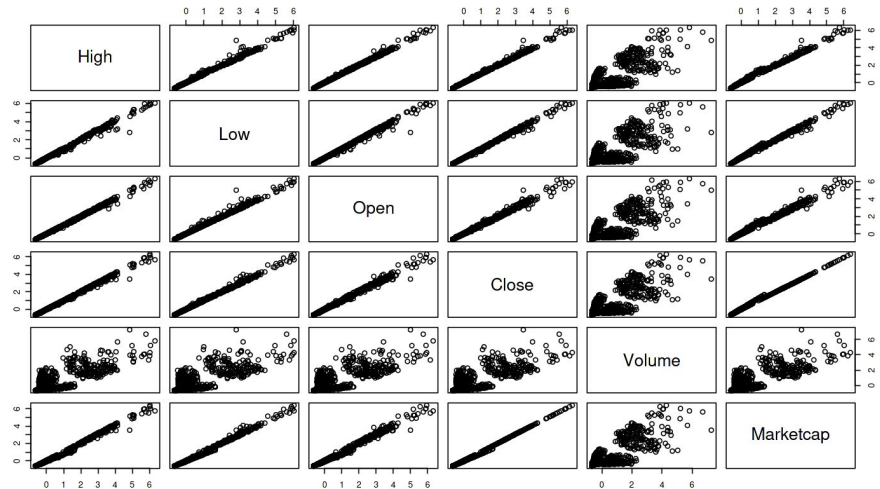 0 1 2 3 4 5 6 0 1 2 3 4 5 6 0 1 2 3 4 5 6
High
0 2 4 6
0 2 4 6
Low
Open
0 2 4 6
0 2 4 6
Close
Volume
0 2 4 6
0 2 4 6
Marketcap
0 1 2 3 4 5 6 0 1 2 3 4 5 6 0 2 4 6